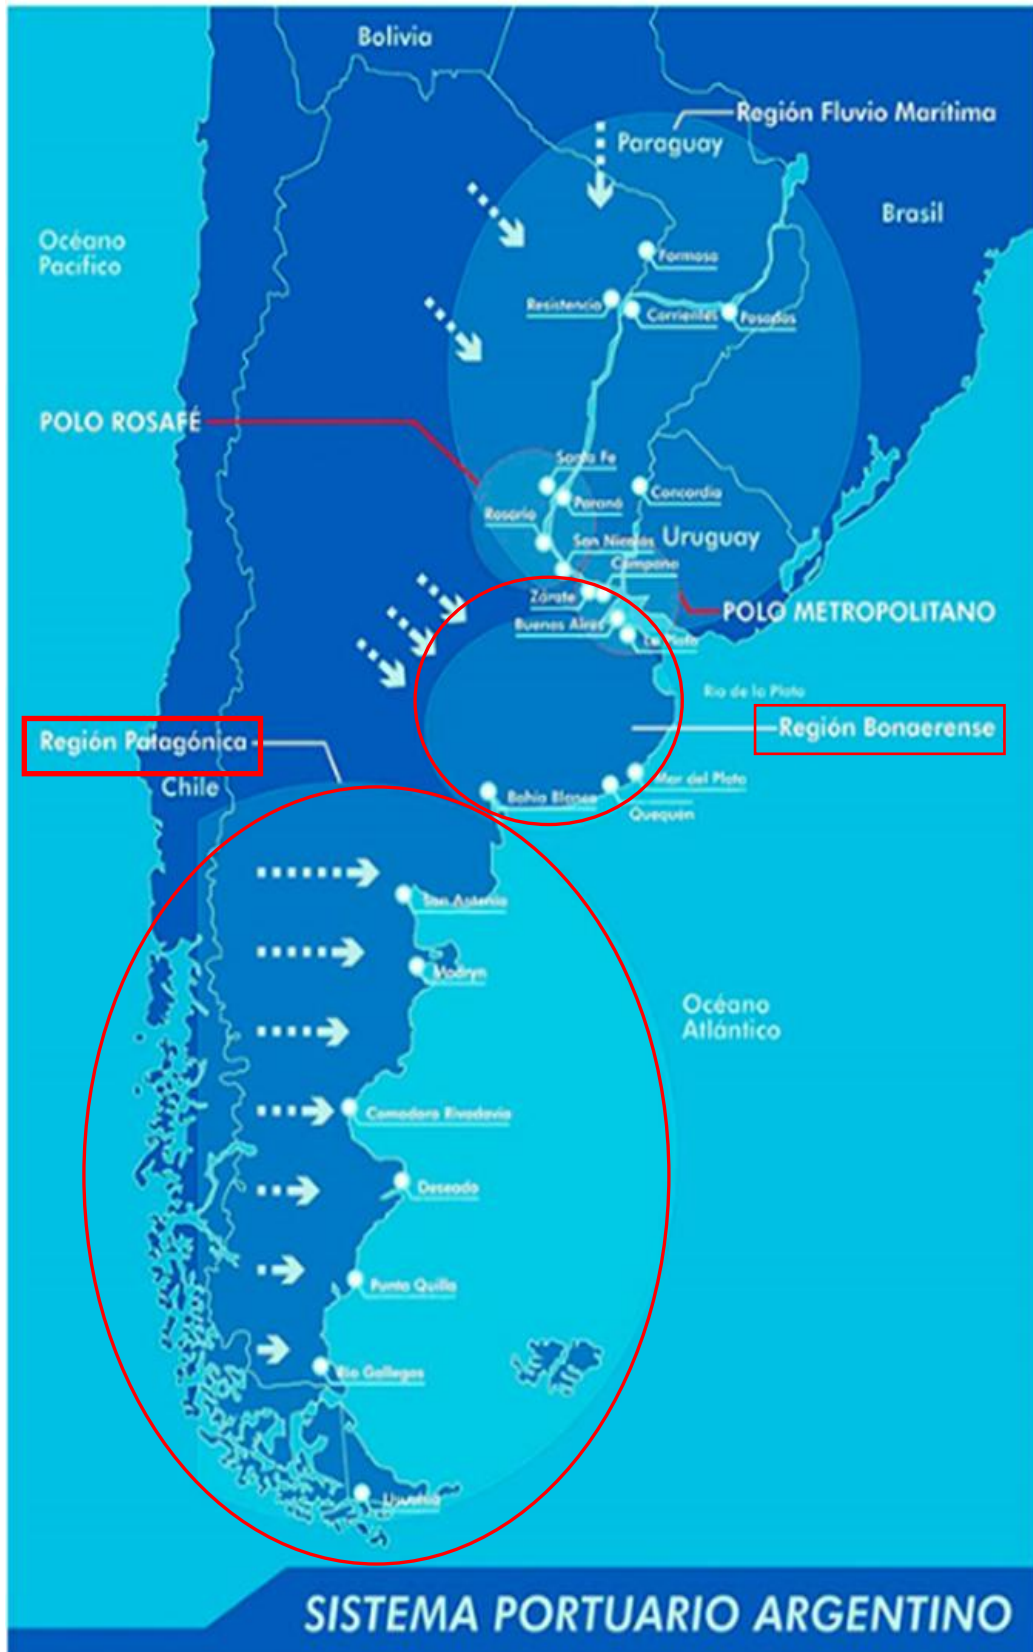 Bolivia
Región Fluvio Marítima
Paraguay
Brasil
Océano
Pacífico
Formosa
Resistencia
Corrientes
Posadas
POLO ROSAFÉ
Santa Fe
Concordia
Paraná
Rosario
San Nicolás
Uruguay
Campana
Zárate
POLO METROPOLITANO
Buenos Aires
La Plata
Rio de la Plata
Región Bonaerense
Región Patagónica
Chile
Mar del Plata
Bahía Blanca
Quequén
San Antonio
Madryn
Océano
Atlántico
Comodoro Rivadavia
Deseado
Punta Quilla
Río Gallegos
Ushuaia
SISTEMA PORTUARIO ARGENTINO